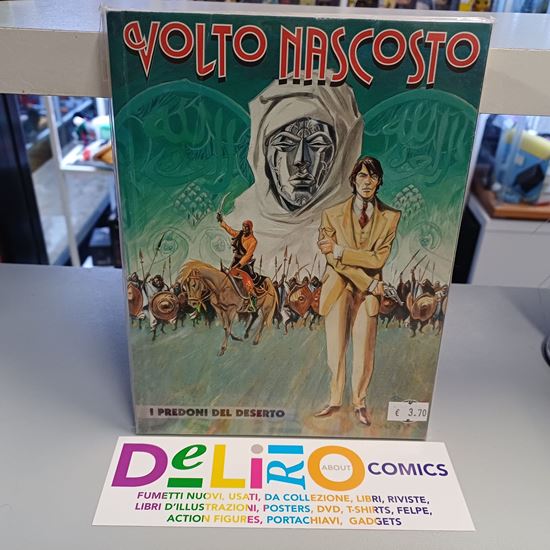 VOLTO NASCOSTO
I PREDONI DEL DESERTO
€ 3.70
DeLiRiO ABOUT COMICS
FUMETTI NUOVI, USATI, DA COLLEZIONE, LIBRI, RIVISTE,
LIBRI D'ILLUSTRAZIONI, POSTERS, DVD, T-SHIRTS, FELPE,
ACTION FIGURES, PORTACHIAVI, GADGETS